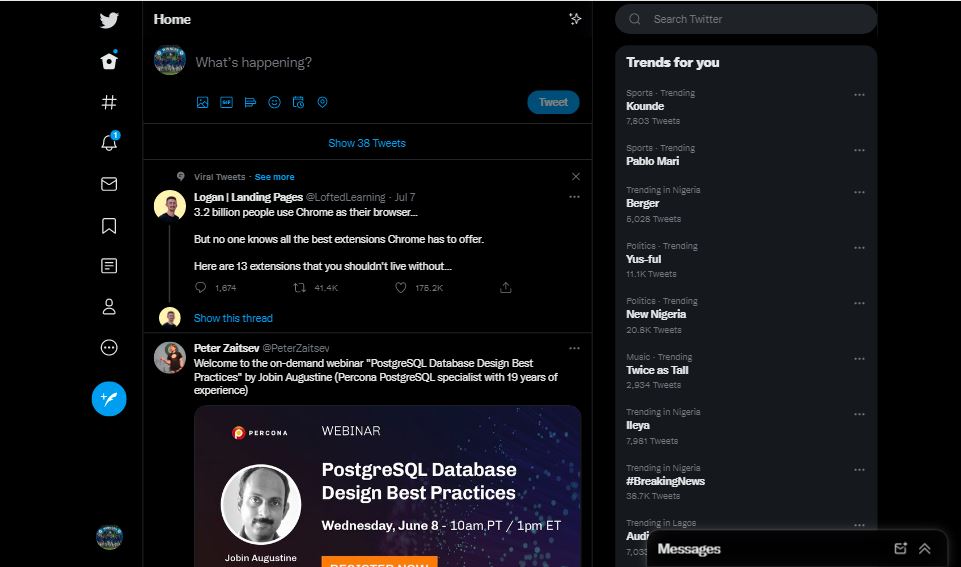 Home
What's happening?
GIF
Tweet
Show 38 Tweets
Viral Tweets · See more
Logan | Landing Pages @LoftedLearning · Jul 7
3.2 billion people use Chrome as their browser...
But no one knows all the best extensions Chrome has to offer.
Here are 13 extensions that you shouldn't live without...
1,674 41.4K 175.2K
Show this thread
Peter Zaitsev @PeterZaitsev
Welcome to the on-demand webinar "PostgreSQL Database Design Best
Practices" by Jobin Augustine (Percona PostgreSQL specialist with 19 years of
experience)
PERCONA
WEBINAR
PostgreSQL Database
Design Best Practices
Wednesday, June 8 - 10am PT / 1pm ET
Jobin Augustine
REGISTER NOW
1
Search Twitter
Trends for you
Sports · Trending
Kounde
7,803 Tweets
Sports · Trending
Pablo Mari
Trending in Nigeria
Berger
6,028 Tweets
Politics · Trending
Yus-ful
11.1K Tweets
Politics · Trending
New Nigeria
20.8K Tweets
Music · Trending
Twice as Tall
2,934 Tweets
Trending in Nigeria
Ileya
7,981 Tweets
Trending in Nigeria
#BreakingNews
36.7K Tweets
Trending in Lagos
Messages